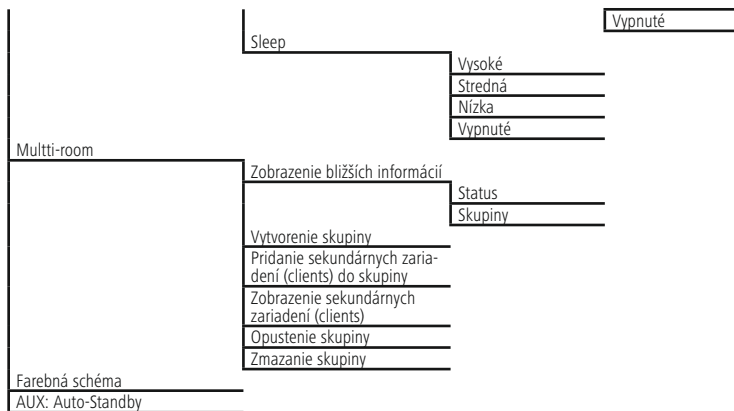 Vypnuté
Sleep
Vysoké
Stredná
Nízka
Vypnuté
Multti-room
Zobrazenie bližších informácií
Status
Skupiny
Vytvorenie skupiny
Pridanie sekundárnych zaria-
dení (clients) do skupiny
Zobrazenie sekundárnych
zariadení (clients)
Opustenie skupiny
Zmazanie skupiny
Farebná schéma
AUX: Auto-Standby